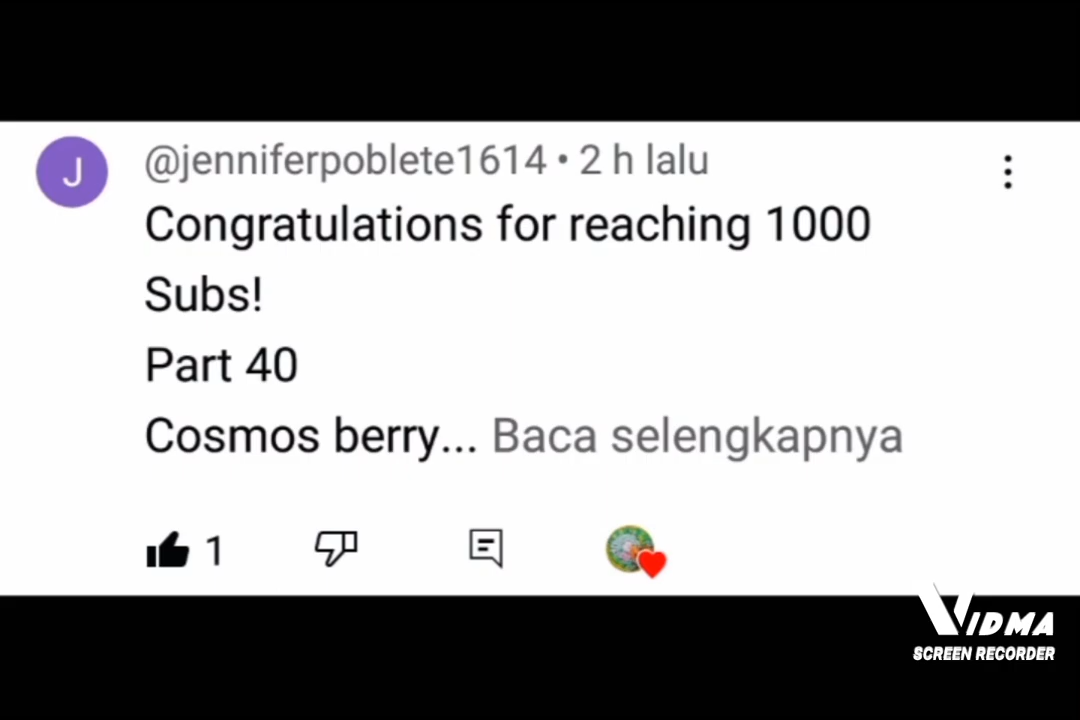 J
@jenniferpoblete1614 • 2 h lalu
Congratulations for reaching 1000
Subs!
Part 40
Cosmos berry... Baca selengkapnya
1
VIDMA
SCREEN RECORDER